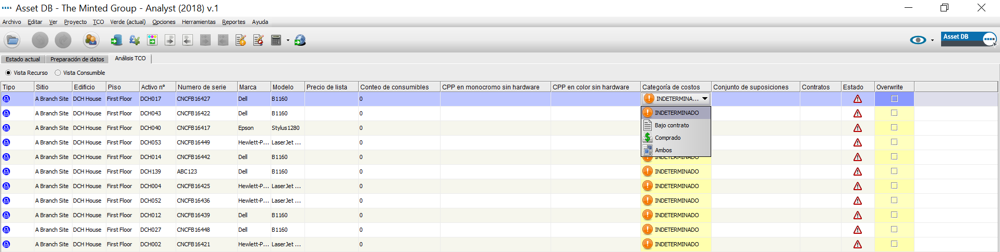 Asset DB - The Minted Group - Analyst (2018) v.1
Archivo Editar Ver Proyecto TCO Verde (actual) Opciones Herramientas Reportes Ayuda
Asset DB
Estado actual Preparación de datos Análisis TCO
Vista Recurso Vista Consumible
Tipo Sitio Edificio Piso Activo nº Numero de serie Marca Modelo Precio de lista Conteo de consumibles CPP en monocromo sin hardware CPP en color sin hardware Categoría de costos Conjunto de suposiciones Contratos Estado Overwrite
A Branch Site DCH House First Floor DCH017 CNCFB16427 Dell B1160 0 INDETERMINA...
A Branch Site DCH House First Floor DCH043 CNCFB16422 Dell B1160 0 INDETERMINADO
A Branch Site DCH House First Floor DCH040 CNCFB16417 Epson Stylus1280 0 Bajo contrato
A Branch Site DCH House First Floor DCH053 CNCFB16449 Hewlett-P... LaserJet ... 0 Comprado
Ambos
A Branch Site DCH House First Floor DCH014 CNCFB16442 Dell B1160 0 INDETERMINADO
A Branch Site DCH House First Floor DCH139 ABC123 Dell B1160 0 INDETERMINADO
A Branch Site DCH House First Floor DCH004 CNCFB16425 Hewlett-P... LaserJet ... 0 INDETERMINADO
A Branch Site DCH House First Floor DCH052 CNCFB16436 Hewlett-P... LaserJet ... 0 INDETERMINADO
A Branch Site DCH House First Floor DCH012 CNCFB16439 Dell B1160 0 INDETERMINADO
A Branch Site DCH House First Floor DCH027 CNCFB16448 Dell B1160 0 INDETERMINADO
A Branch Site DCH House First Floor DCH002 CNCFB16421 Hewlett-P... LaserJet ... 0 INDETERMINADO